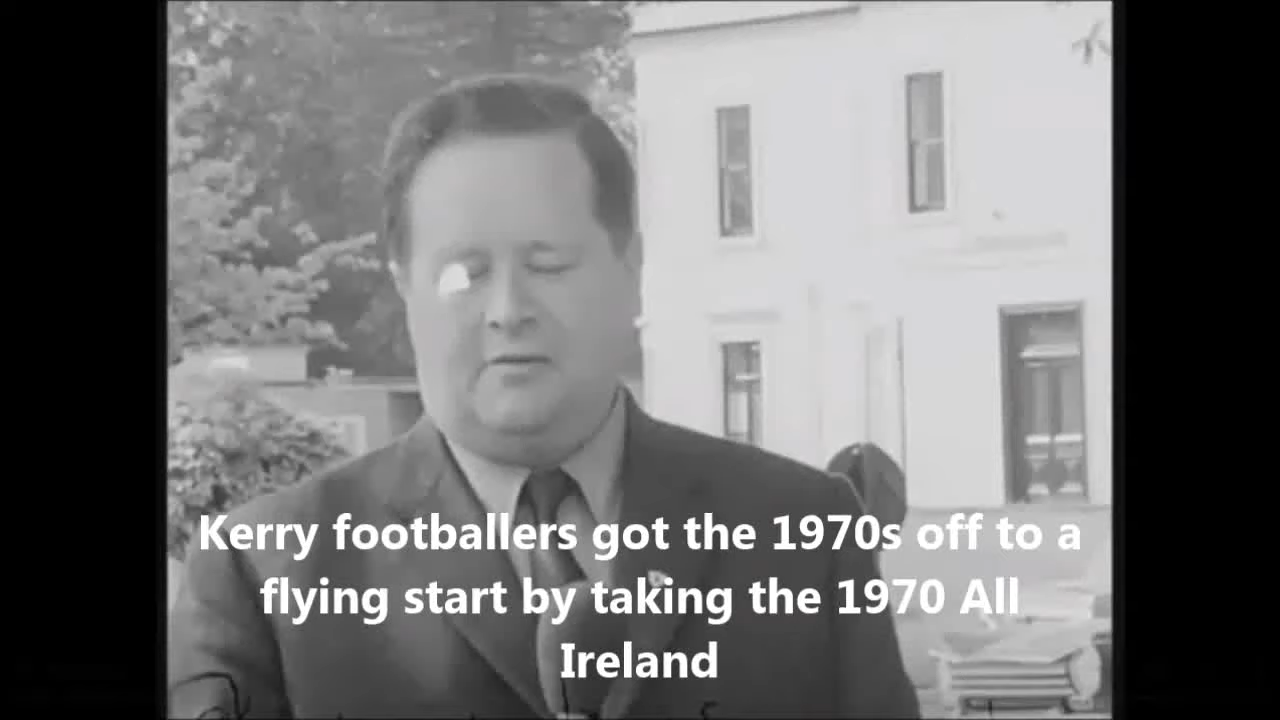 Kerry footballers got the 1970s off to a
flying start by taking the 1970 All
Ireland